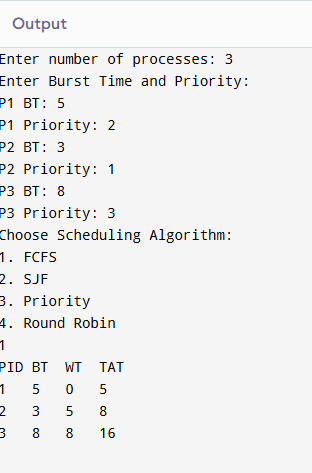 Output
Enter number of processes: 3
Enter Burst Time and Priority:
P1 BT: 5
P1 Priority: 2
P2 BT: 3
P2 Priority: 1
P3 BT: 8
P3 Priority: 3
Choose Scheduling Algorithm:
1. FCFS
2. SJF
3. Priority
4. Round Robin
1
PID BT WT TAT
1 5 0 5
2 3 5 8
3 8 8 16